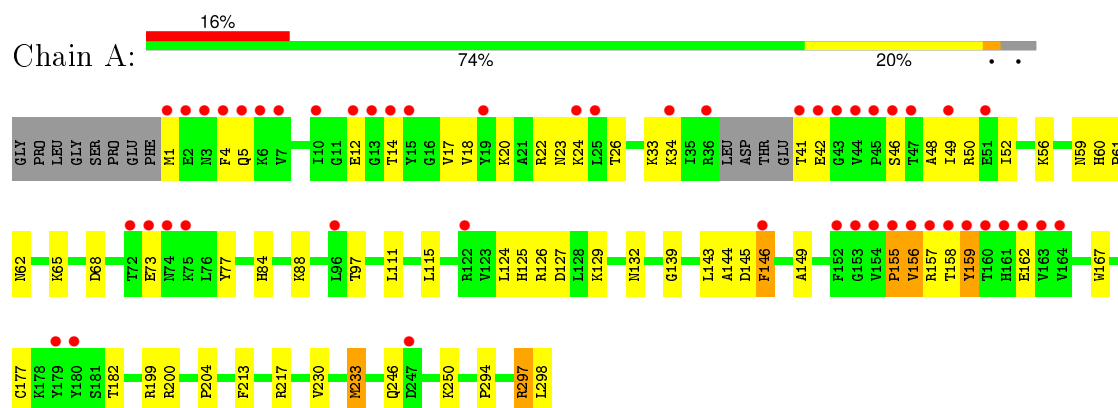 16%
Chain A:
74% 20% • •
GLY PRO LEU GLY SER PRO GLU PHE M1 E2 N3 F4 Q5 K6 V7 I10 G11 E12 G13 T14 Y15 G16 V17 V18 Y19 K20 A21 R22 N23 K24 L25 T26 K33 K34 I35 R36 LEU ASP THR GLU T41 E42 G43 V44 P45 S46 T47 A48 I49 R50 E51 I52 K56 N59 H60 P61
N62 K65 D68 T72 E73 N74 K75 L76 Y77 H84 K88 L96 T97 L111 L115 R122 V123 L124 H125 R126 D127 L128 K129 N132 G139 L143 A144 D145 F146 A149 F152 G153 V154 P155 V156 R157 T158 Y159 T160 H161 E162 V163 V164 W167
C177 K178 Y179 Y180 S181 T182 R199 R200 P204 F213 R217 V230 M233 Q246 D247 K250 P294 R297 L298